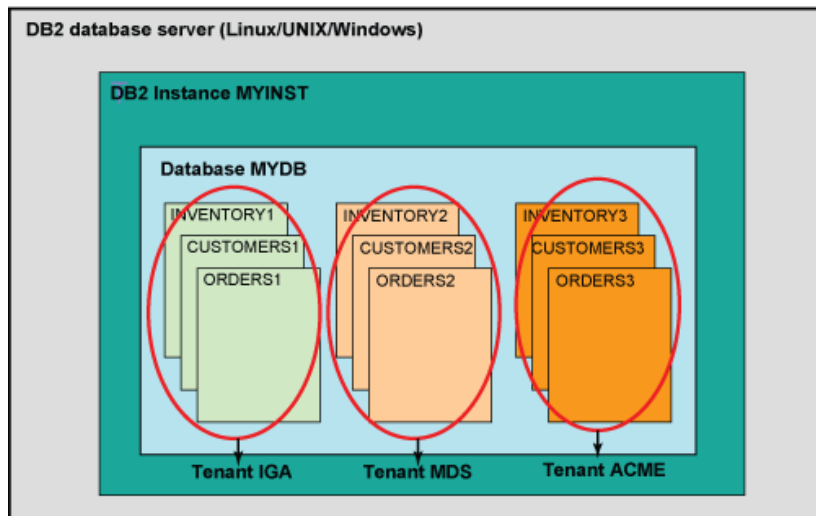 DB2 database server (Linux/UNIX/Windows)
DB2 Instance MYINST
Database MYDB
INVENTORY1
CUSTOMERS1
ORDERS1
INVENTORY2
CUSTOMERS2
ORDERS2
INVENTORY3
CUSTOMERS3
ORDERS3
Tenant IGA
Tenant MDS
Tenant ACME